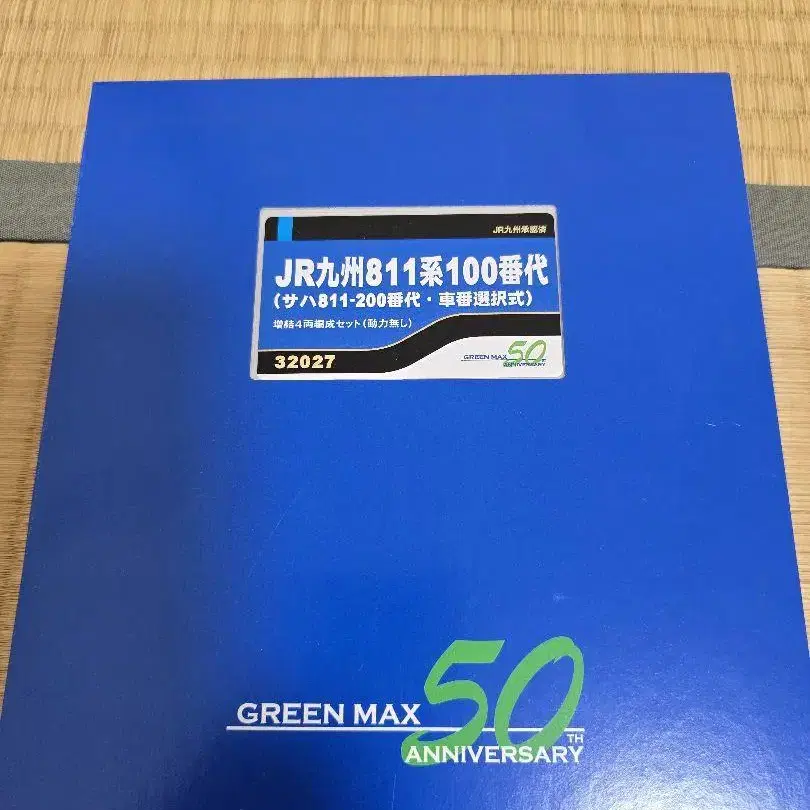 JR九州承認済
JR九州811系100番代
(サハ811-200番代・車番選択式)
増結4両編成セット(動力無し)
32027
GREEN MAX 50
ANNIVERSARY
GREEN MAX 50TH
ANNIVERSARY